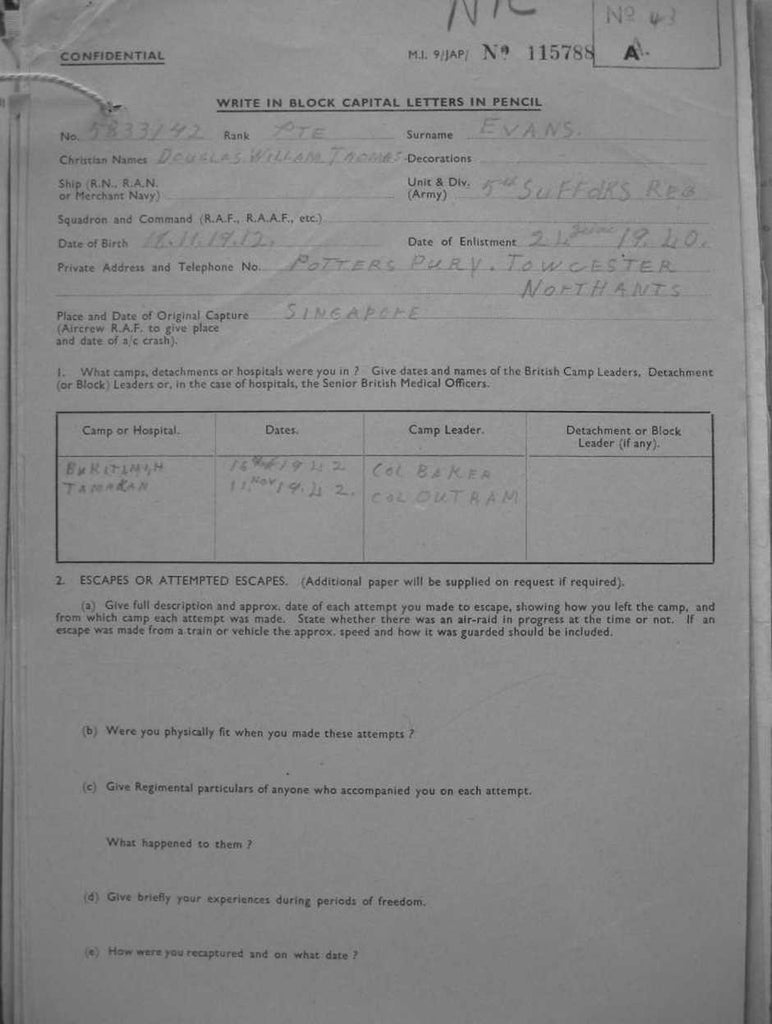 Nº 43
CONFIDENTIAL M.I. 9/JAP/ Nº 115788 A
WRITE IN BLOCK CAPITAL LETTERS IN PENCIL
No. 5833142 Rank PTE Surname EVANS.
Christian Names DOUGLAS WILLIAM THOMAS Decorations
Ship (R.N., R.A.N. Unit & Div. 5th SUFFOLKS REG
or Merchant Navy) (Army)
Squadron and Command (R.A.F., R.A.A.F., etc.)
Date of Birth 11.19.12. Date of Enlistment 19.40.
Private Address and Telephone No. POTTERS PURY. TOWCESTER
NORTHANTS
Place and Date of Original Capture SINGAPORE
(Aircrew R.A.F. to give place
and date of a/c crash).
1. What camps, detachments or hospitals were you in ? Give dates and names of the British Camp Leaders, Detachment
(or Block) Leaders or, in the case of hospitals, the Senior British Medical Officers.
Camp or Hospital. Dates. Camp Leader. Detachment or Block
Leader (if any).
BUKITIMIH 1942 COL BAKER
TAMAKAN 11 NOV 19.42. COL OUTRAM
2. ESCAPES OR ATTEMPTED ESCAPES. (Additional paper will be supplied on request if required).
(a) Give full description and approx. date of each attempt you made to escape, showing how you left the camp, and
from which camp each attempt was made. State whether there was an air-raid in progress at the time or not. If an
escape was made from a train or vehicle the approx. speed and how it was guarded should be included.
(b) Were you physically fit when you made these attempts ?
(c) Give Regimental particulars of anyone who accompanied you on each attempt.
What happened to them ?
(d) Give briefly your experiences during periods of freedom.
(e) How were you recaptured and on what date ?